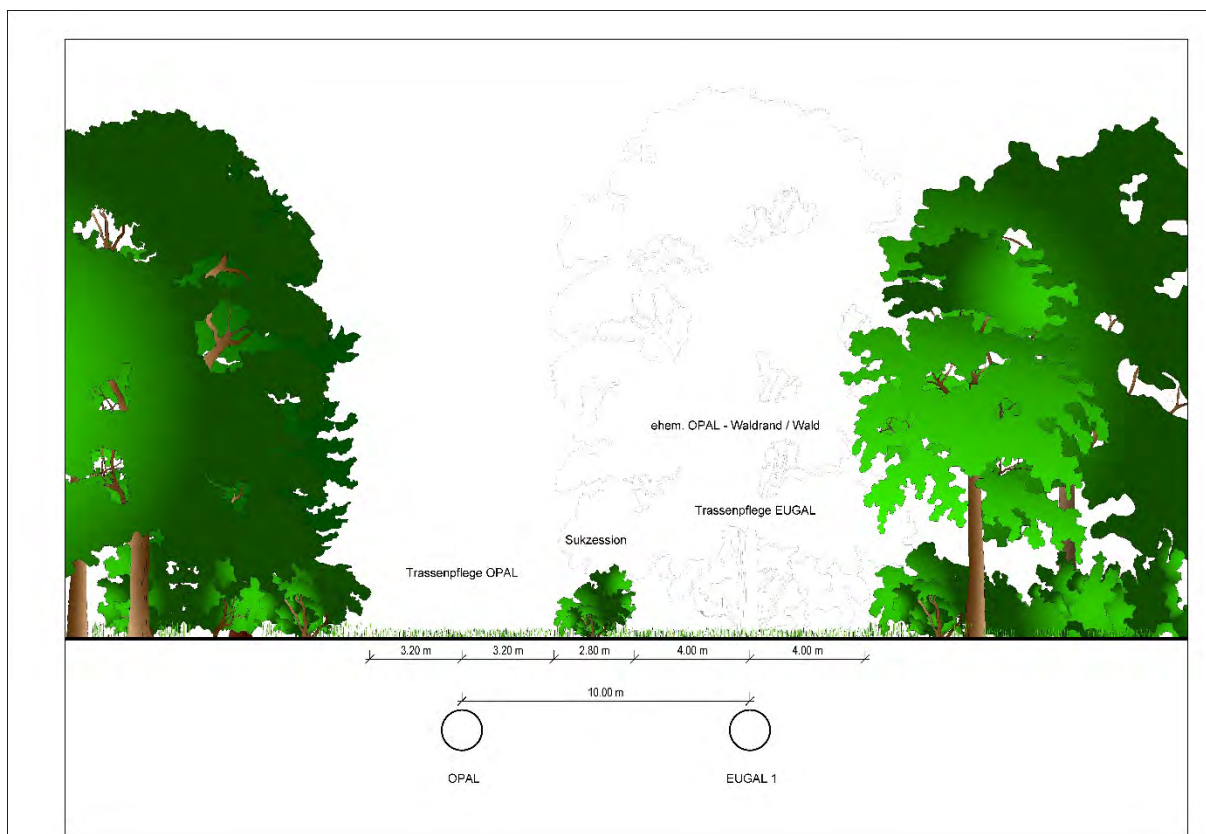 ehem. OPAL - Waldrand / Wald
Trassenpflege EUGAL
Sukzession
Trassenpflege OPAL
3.20 m
3.20 m
2.80 m
4.00 m
4.00 m
10.00 m
OPAL
EUGAL 1